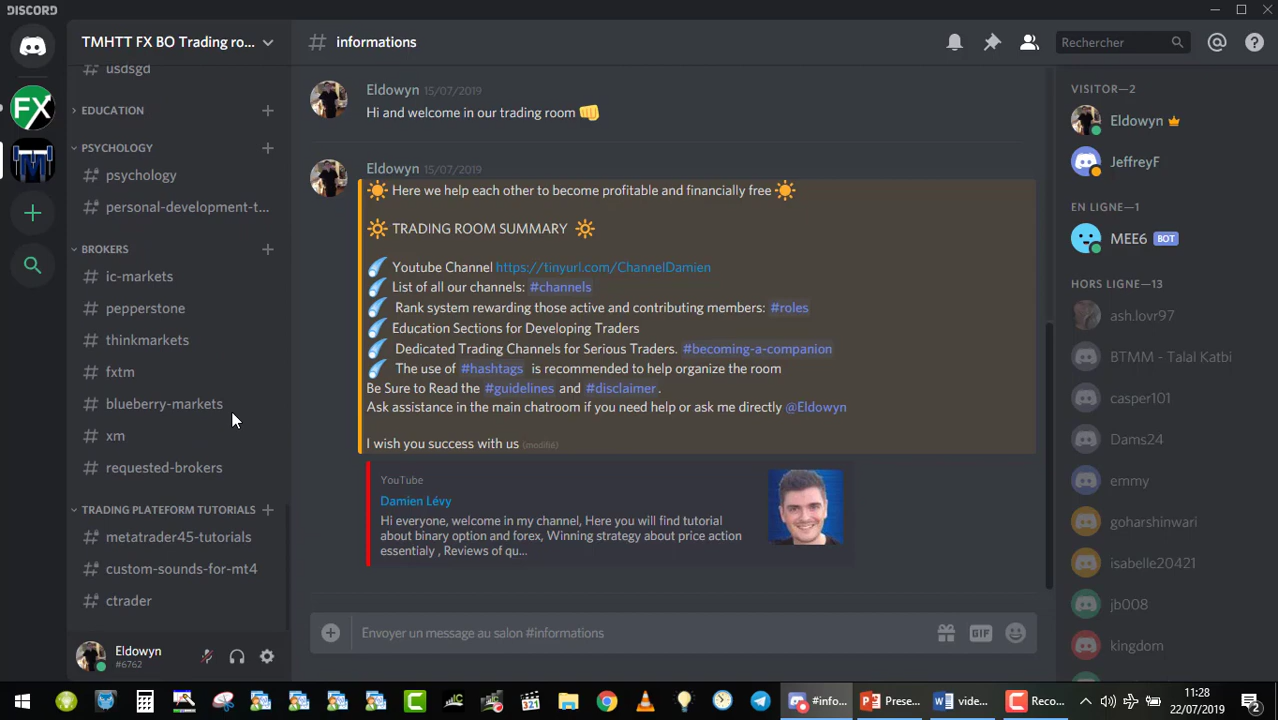 DISCORD
TMHTT FX BO Trading ro...
usdsgd
EDUCATION
PSYCHOLOGY
psychology
personal-development-t...
BROKERS
ic-markets
pepperstone
thinkmarkets
fxtm
blueberry-markets
xm
requested-brokers
TRADING PLATEFORM TUTORIALS
metatrader45-tutorials
custom-sounds-for-mt4
ctrader
Eldowyn
#6762
FX
# informations
Rechercher
Eldowyn 15/07/2019
Hi and welcome in our trading room
Eldowyn 15/07/2019
Here we help each other to become profitable and financially free
TRADING ROOM SUMMARY
Youtube Channel https://tinyurl.com/ChannelDamien
List of all our channels: #channels
Rank system rewarding those active and contributing members: #roles
Education Sections for Developing Traders
Dedicated Trading Channels for Serious Traders. #becoming-a-companion
The use of #hashtags is recommended to help organize the room
Be Sure to Read the #guidelines and #disclaimer.
Ask assistance in the main chatroom if you need help or ask me directly @Eldowyn
I wish you success with us (modifié)
YouTube
Damien Lévy
Hi everyone, welcome in my channel, Here you will find tutorial
about binary option and forex, Winning strategy about price action
essentialy , Reviews of qu...
Envoyer un message au salon #informations
GIF
VISITOR—2
Eldowyn
JeffreyF
EN LIGNE—1
MEE6 BOT
HORS LIGNE—13
ash.lovr97
BTMM - Talal Katbi
casper101
Dams24
emmy
goharshinwari
isabelle20421
jb008
kingdom
#info...
Prese...
vide...
Reco...
11:28
22/07/2019
2